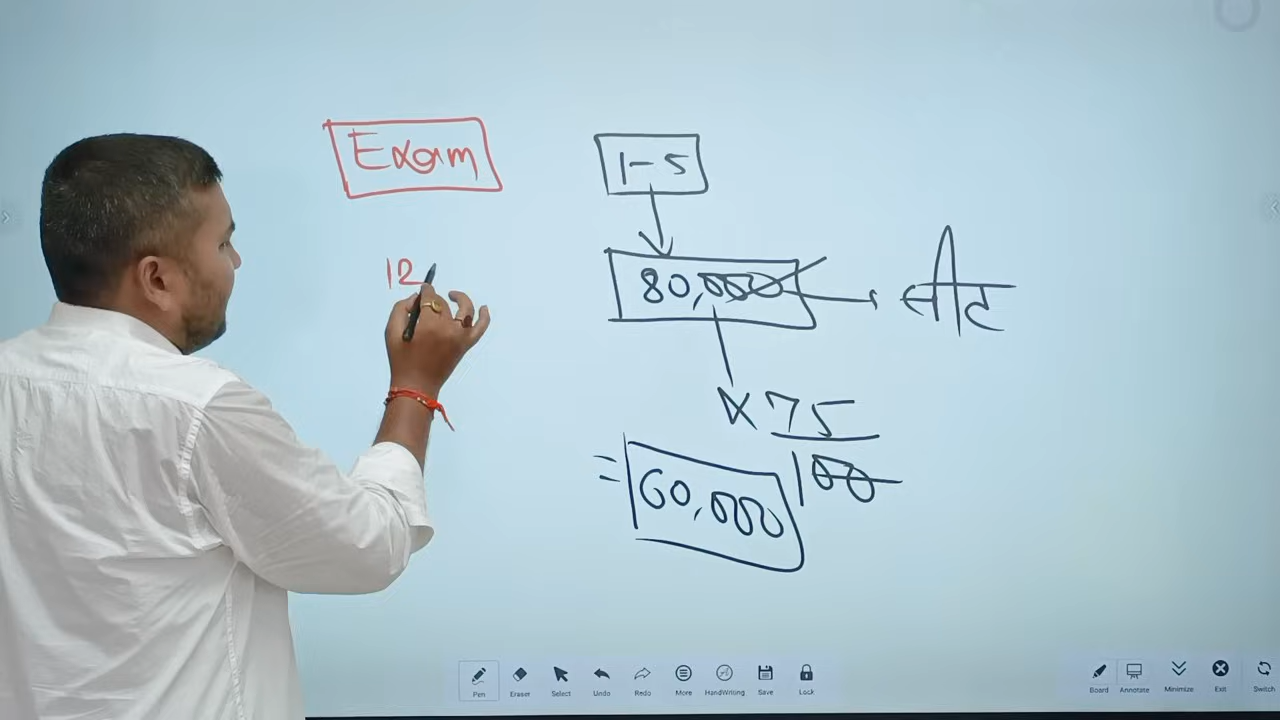 Exam
1-5
12
80,000
सीट
× 75
100
= 60,000
Pen
Eraser
Select
Undo
Redo
More
HandWriting
Save
Lock
Board
Annotate
Minimize
Exit
Switch